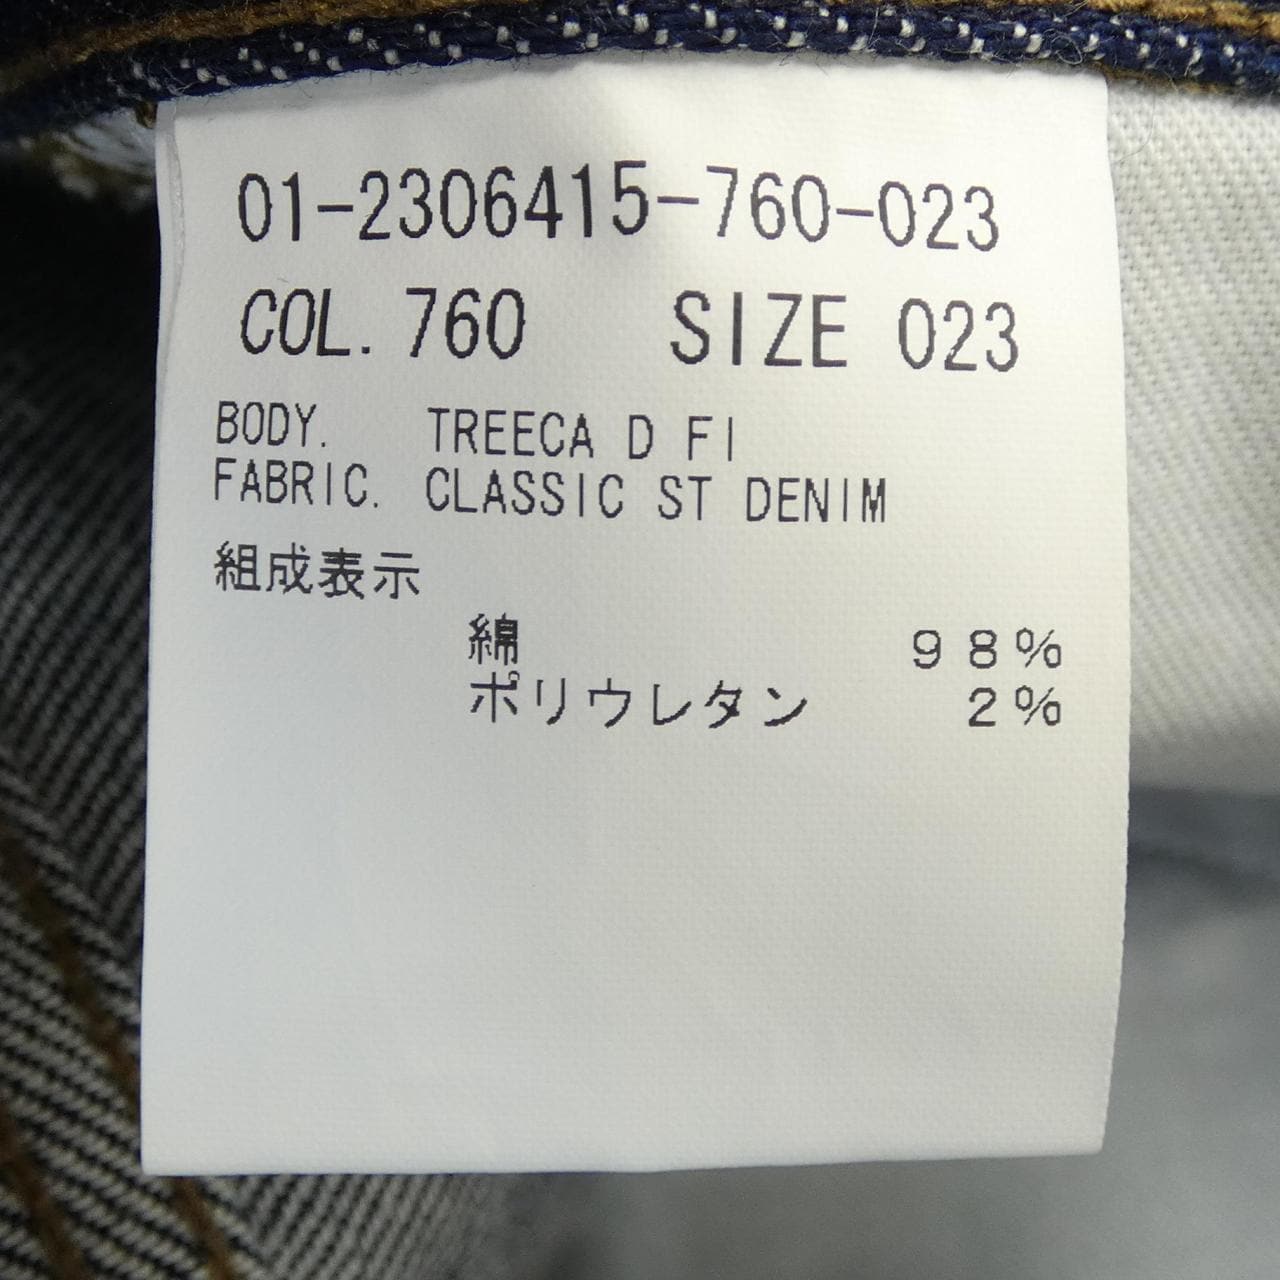 01-2306415-760-023
COL. 760 SIZE 023
BODY. TREECA D FI
FABRIC. CLASSIC ST DENIM
組成表示
綿 98%
ポリウレタン 2%